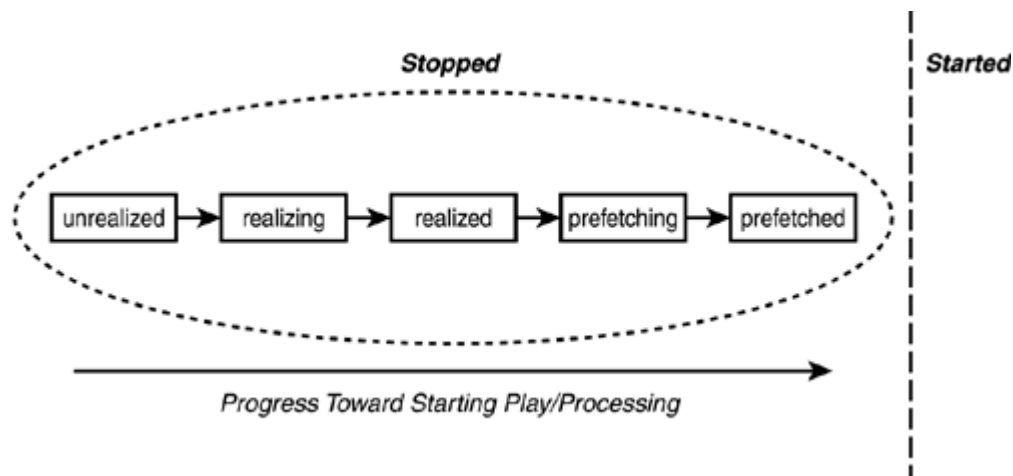 Stopped
Started
unrealized
realizing
realized
prefetching
prefetched
Progress Toward Starting Play/Processing